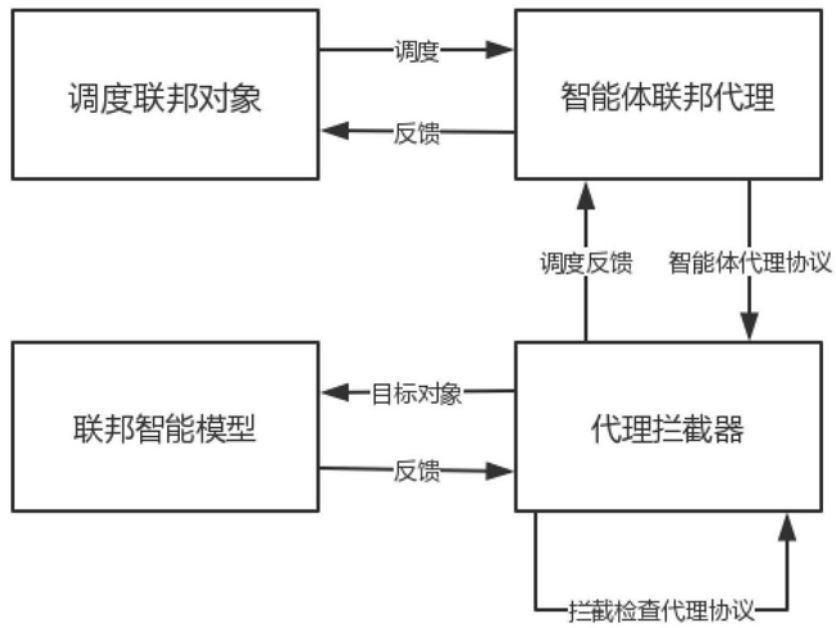 调度联邦对象
调度
智能体联邦代理
反馈
调度反馈
智能体代理协议
联邦智能模型
目标对象
代理拦截器
反馈
拦截检查代理协议